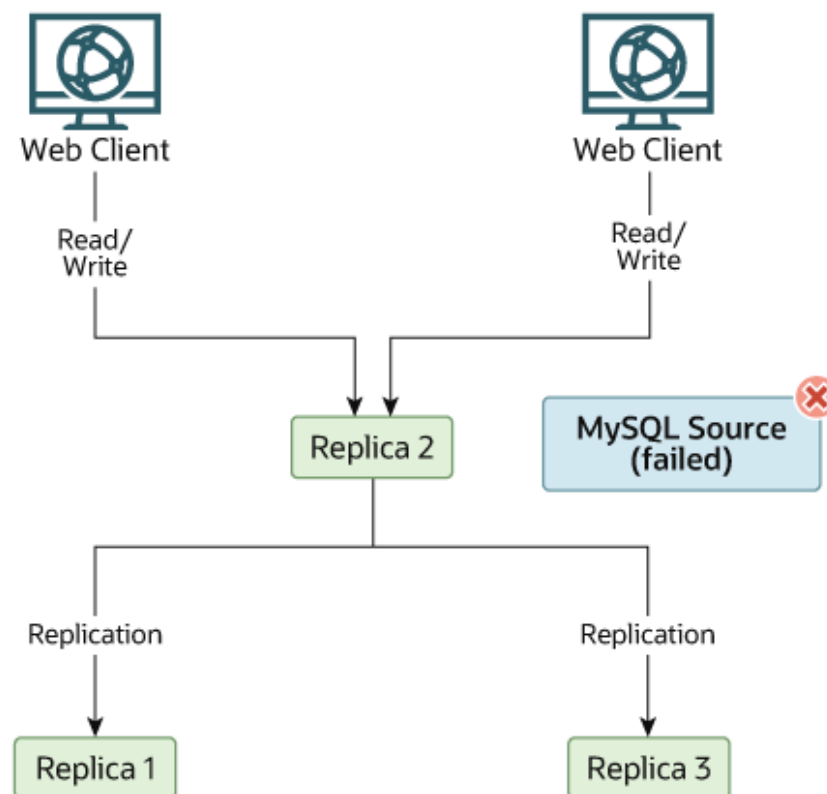 Web Client
Web Client
Read/
Write
Read/
Write
Replica 2
MySQL Source
(failed)
Replication
Replication
Replica 1
Replica 3